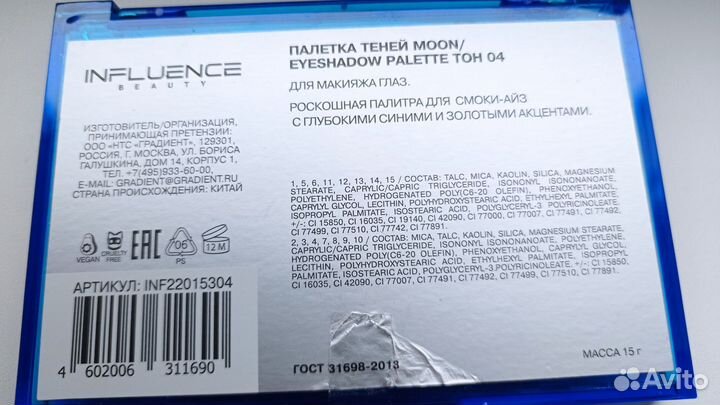 INFLUENCE
BEAUTY
ИЗГОТОВИТЕЛЬ/ОРГАНИЗАЦИЯ,
ПРИНИМАЮЩАЯ ПРЕТЕНЗИИ:
ООО «НТС «ГРАДИЕНТ», 129301,
РОССИЯ, Г. МОСКВА, УЛ. БОРИСА
ГАЛУШКИНА, ДОМ 14, КОРПУС 1,
ТЕЛ. +7(495)933-60-00,
E-MAIL: GRADIENT@GRADIENT.RU
СТРАНА ПРОИСХОЖДЕНИЯ: КИТАЙ
VEGAN
CRUELTY
FREE
EAC
06
PS
12 M
АРТИКУЛ: INF22015304
4 602006 311690
ПАЛЕТКА ТЕНЕЙ MOON/
EYESHADOW PALETTE ТОН 04
ДЛЯ МАКИЯЖА ГЛАЗ.
РОСКОШНАЯ ПАЛИТРА ДЛЯ СМОКИ-АЙЗ
С ГЛУБОКИМИ СИНИМИ И ЗОЛОТЫМИ АКЦЕНТАМИ.
1, 5, 6, 11, 12, 13, 14, 15 / СОСТАВ: TALC, MICA, KAOLIN, SILICA, MAGNESIUM
STEARATE, CAPRYLIC/CAPRIC TRIGLYCERIDE, ISONONYL ISONONANOATE,
POLYETHYLENE, HYDROGENATED POLY(C6-20 OLEFIN), PHENOXYETHANOL,
CAPRYLYL GLYCOL, LECITHIN, POLYHYDROXYSTEARIC ACID, ETHYLHEXYL PALMITATE,
ISOPROPYL PALMITATE, ISOSTEARIC ACID, POLYGLYCERYL-3 POLYRICINOLEATE.
+/-: CI 15850, CI 16035, CI 19140, CI 42090, CI 77000, CI 77007, CI 77491, CI 77492,
CI 77499, CI 77510, CI 77742, CI 77891.
2, 3, 4, 7, 8, 9, 10 / СОСТАВ: MICA, TALC, KAOLIN, SILICA, MAGNESIUM STEARATE,
CAPRYLIC/CAPRIC TRIGLYCERIDE, ISONONYL ISONONANOATE, POLYETHYLENE,
HYDROGENATED POLY(C6-20 OLEFIN), PHENOXYETHANOL, CAPRYLYL GLYCOL,
LECITHIN, POLYHYDROXYSTEARIC ACID, ETHYLHEXYL PALMITATE, ISOPROPYL
PALMITATE, ISOSTEARIC ACID, POLYGLYCERYL-3 POLYRICINOLEATE. +/-: CI 15850,
CI 16035, CI 42090, CI 77007, CI 77491, CI 77492, CI 77499, CI 77510, CI 77891.
ГОСТ 31698-2013
МАССА 15 г
Avito